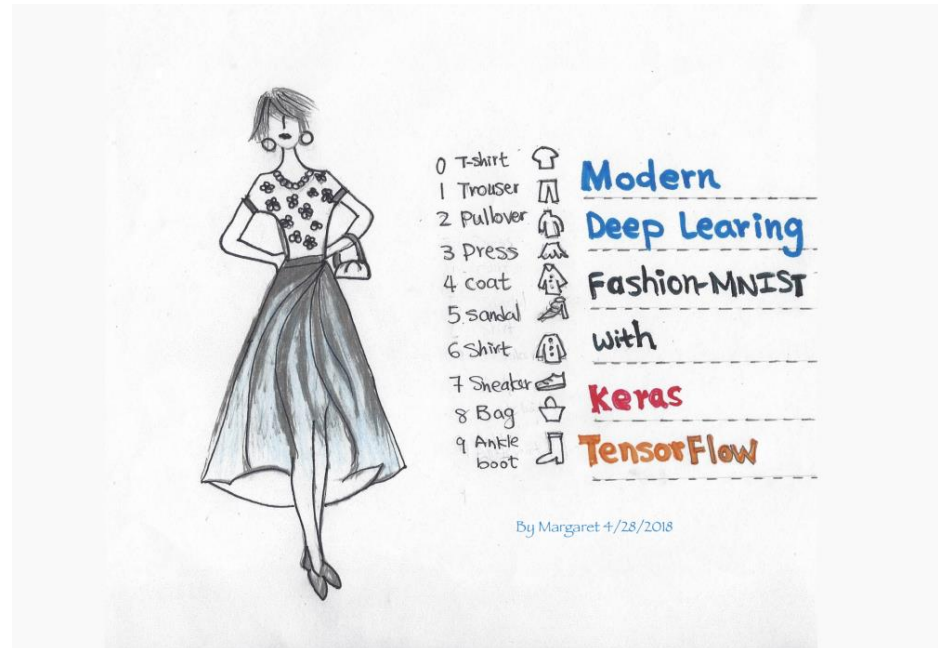 0 T-shirt
1 Trouser
2 Pullover
3 Press
4 coat
5 sandal
6 Shirt
7 Sneaker
8 Bag
9 Ankle
boot
Modern
Deep Learing
Fashion-MNIST
with
Keras
TensorFlow
By Margaret 4/28/2018